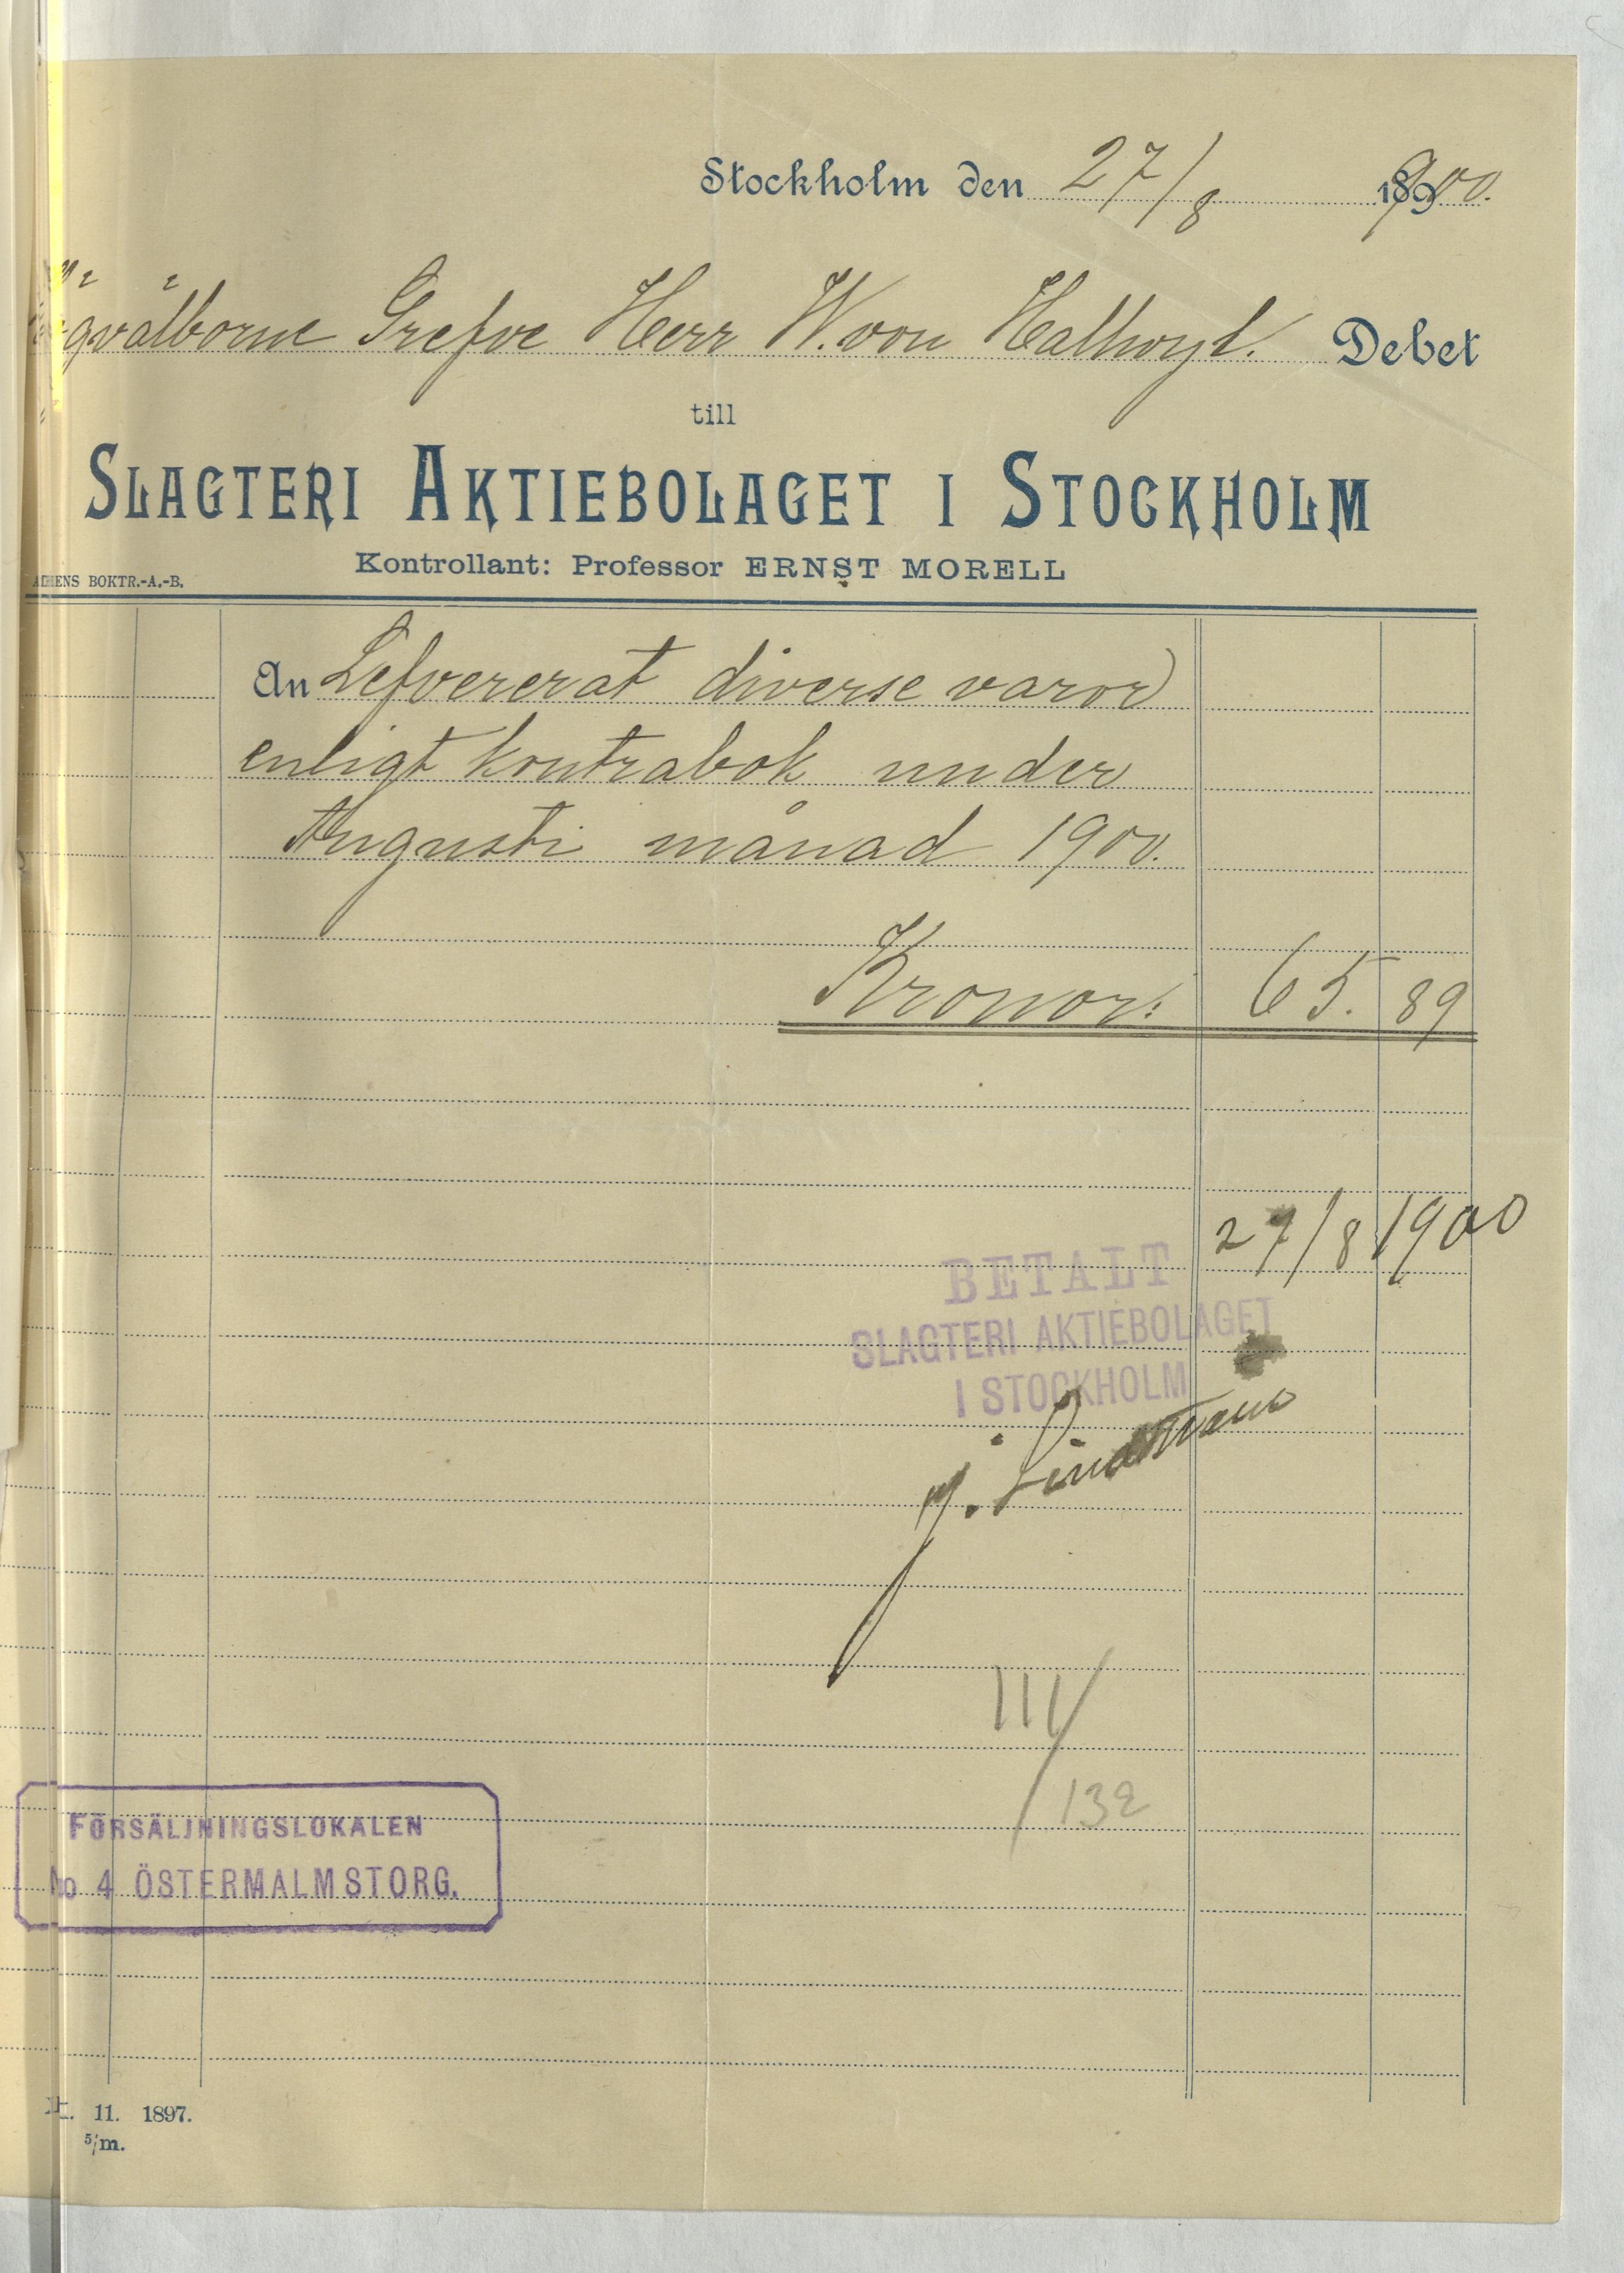 Stockholm den 27/8 1900.
Högvälborne Grefve Herr W. von Hallwyl. Debet
till
SLAGTERI AKTIEBOLAGET I STOCKHOLM
Kontrollant: Professor ERNST MORELL
BOKTR.-A.-B.
An Lefvererat diverse varor
enligt kontrabok under
Augusti månad 1900.
Kronor: 65. 89
27/8 1900
BETALT
SLAGTERI AKTIEBOLAGET
I STOCKHOLM
J.
III/132
FÖRSÄLJNINGSLOKALEN
No 4 ÖSTERMALMSTORG.
11. 1897.
5/m.